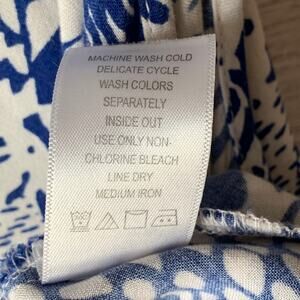 MACHINE WASH COLD
DELICATE CYCLE
WASH COLORS
SEPARATELY
INSIDE OUT
USE ONLY NON-
CHLORINE BLEACH
LINE DRY
MEDIUM IRON